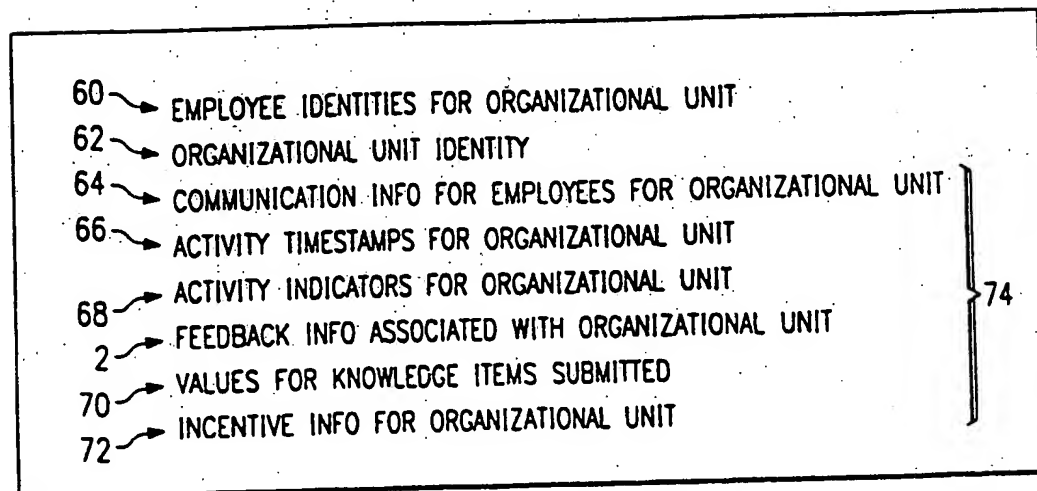 60 EMPLOYEE IDENTITIES FOR ORGANIZATIONAL UNIT
62 ORGANIZATIONAL UNIT IDENTITY
64 COMMUNICATION INFO FOR EMPLOYEES FOR ORGANIZATIONAL UNIT
66 ACTIVITY TIMESTAMPS FOR ORGANIZATIONAL UNIT
68 ACTIVITY INDICATORS FOR ORGANIZATIONAL UNIT
74
2 FEEDBACK INFO ASSOCIATED WITH ORGANIZATIONAL UNIT
70 VALUES FOR KNOWLEDGE ITEMS SUBMITTED
72 INCENTIVE INFO FOR ORGANIZATIONAL UNIT